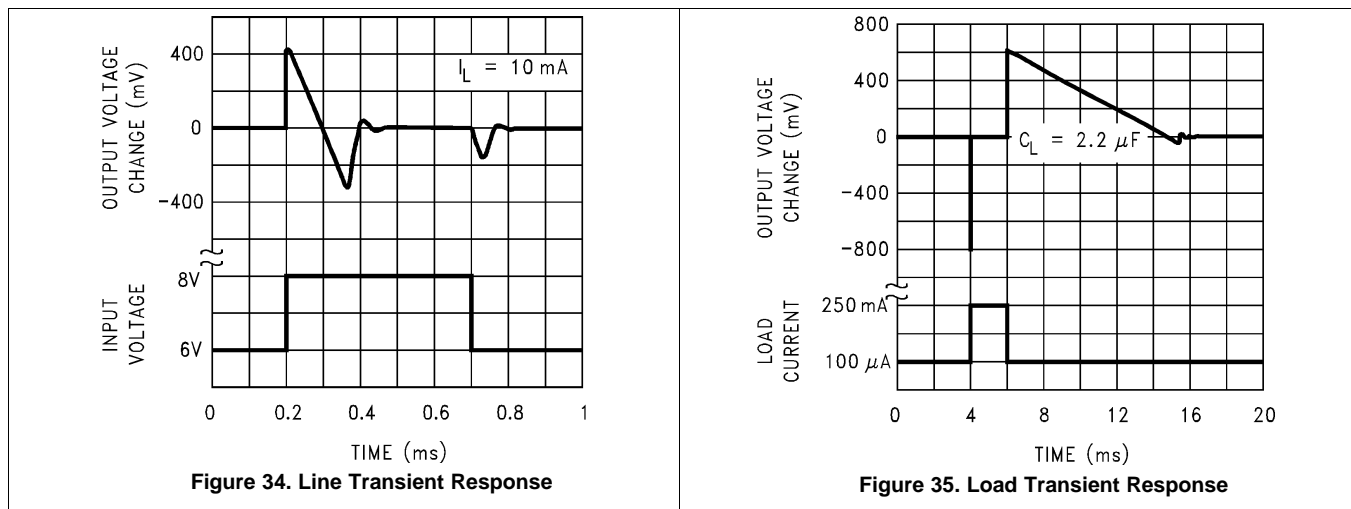 OUTPUT VOLTAGE
CHANGE (mV)
400
0
−400
I_L = 10 mA
INPUT
VOLTAGE
8V
6V
0 0.2 0.4 0.6 0.8 1
TIME (ms)
Figure 34. Line Transient Response
OUTPUT VOLTAGE
CHANGE (mV)
800
400
0
−400
−800
C_L = 2.2 μF
LOAD
CURRENT
250 mA
100 μA
0 4 8 12 16 20
TIME (ms)
Figure 35. Load Transient Response